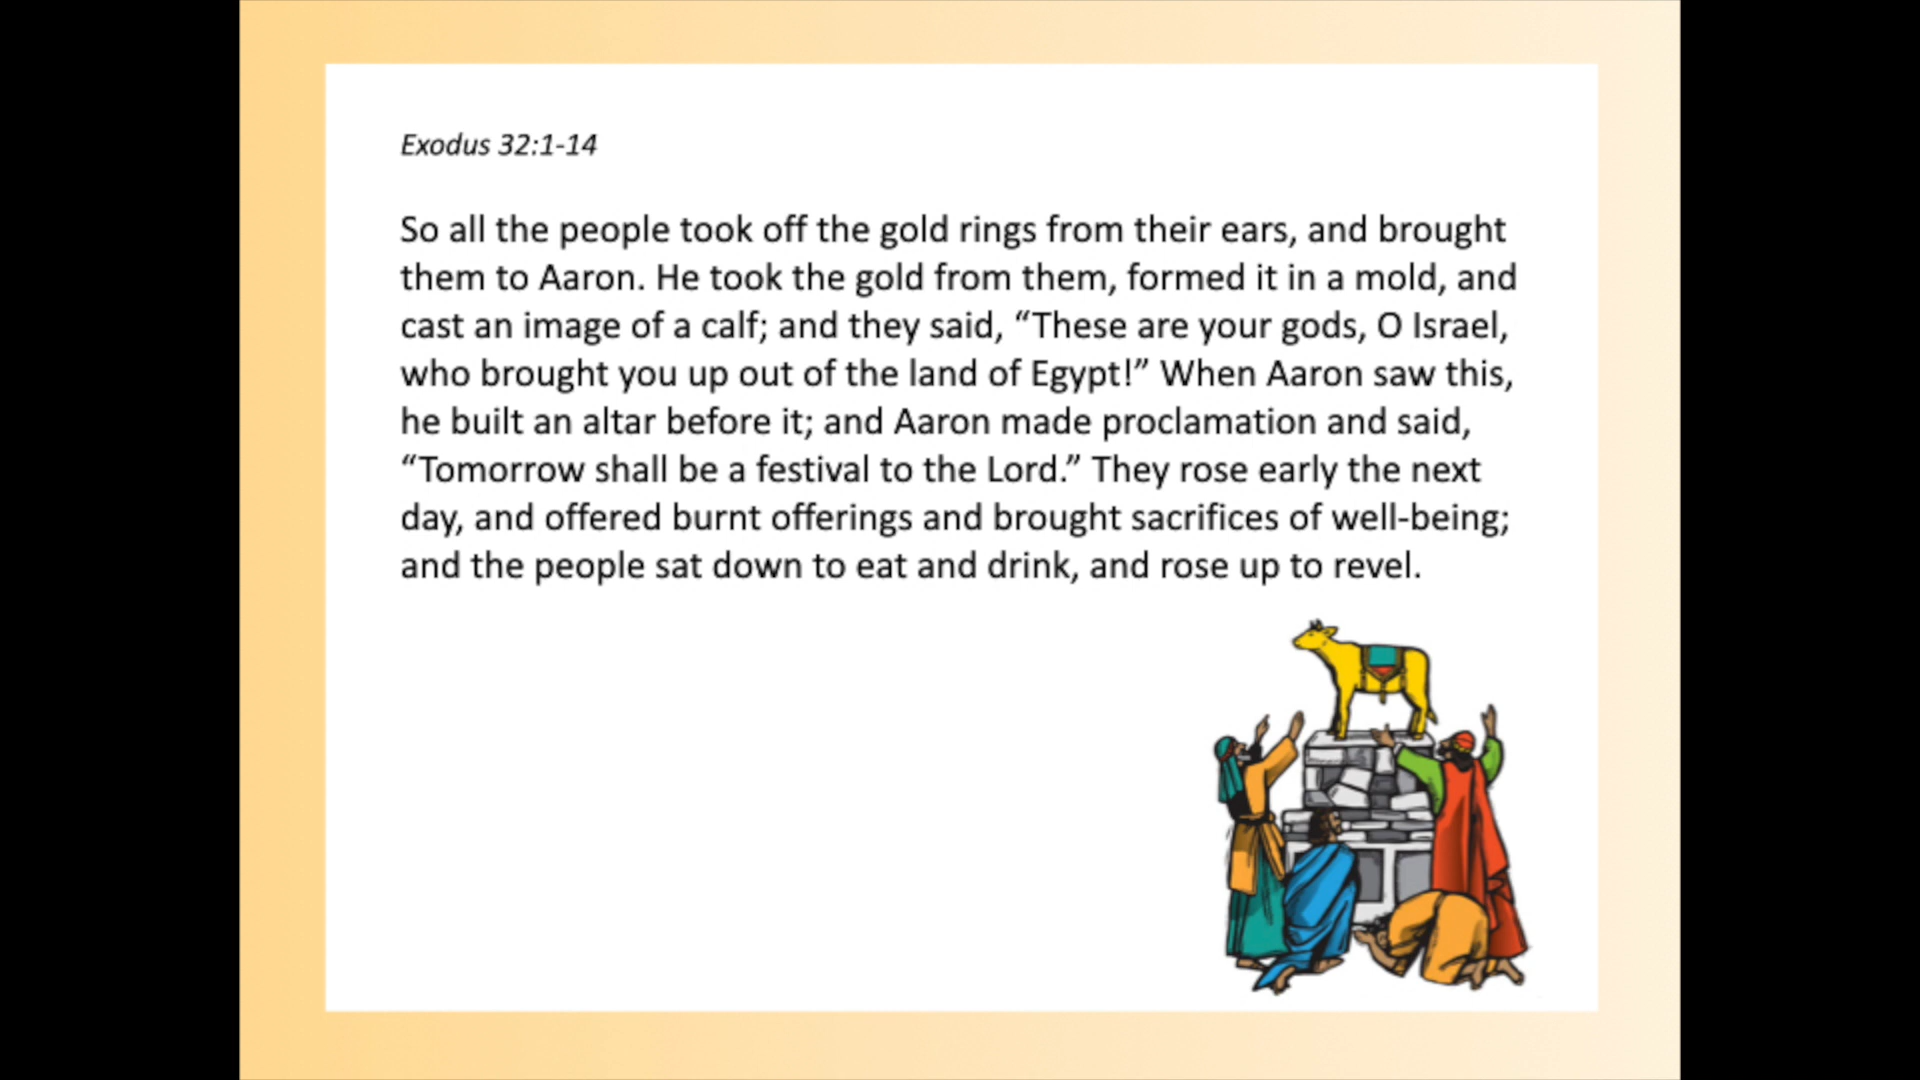 Exodus 32:1-14
So all the people took off the gold rings from their ears, and brought
them to Aaron. He took the gold from them, formed it in a mold, and
cast an image of a calf; and they said, “These are your gods, O Israel,
who brought you up out of the land of Egypt!” When Aaron saw this,
he built an altar before it; and Aaron made proclamation and said,
“Tomorrow shall be a festival to the Lord.” They rose early the next
day, and offered burnt offerings and brought sacrifices of well-being;
and the people sat down to eat and drink, and rose up to revel.